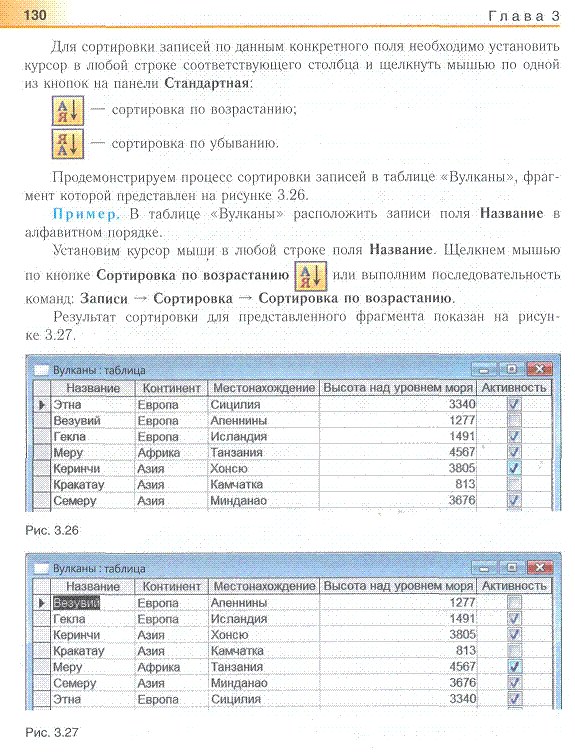 130 Глава 3
Для сортировки записей по данным конкретного поля необходимо установить
курсор в любой строке соответствующего столбца и щелкнуть мышью по одной
из кнопок на панели Стандартная:
А Я — сортировка по возрастанию;
Я А — сортировка по убыванию.
Продемонстрируем процесс сортировки записей в таблице «Вулканы», фраг-
мент которой представлен на рисунке 3.26.
Пример. В таблице «Вулканы» расположить записи поля Название в
алфавитном порядке.
Установим курсор мыши в любой строке поля Название. Щелкнем мышью
по кнопке Сортировка по возрастанию А Я или выполним последовательность
команд: Записи → Сортировка → Сортировка по возрастанию.
Результат сортировки для представленного фрагмента показан на рисун-
ке 3.27.
Вулканы : таблица
Название Континент Местонахождение Высота над уровнем моря Активность
Этна Европа Сицилия 3340
Везувий Европа Апеннины 1277
Гекла Европа Исландия 1491
Меру Африка Танзания 4567
Керинчи Азия Хонсю 3805
Кракатау Азия Камчатка 813
Семеру Азия Минданао 3676
Рис. 3.26
Вулканы : таблица
Название Континент Местонахождение Высота над уровнем моря Активность
Везувий Европа Апеннины 1277
Гекла Европа Исландия 1491
Керинчи Азия Хонсю 3805
Кракатау Азия Камчатка 813
Меру Африка Танзания 4567
Семеру Азия Минданао 3676
Этна Европа Сицилия 3340
Рис. 3.27